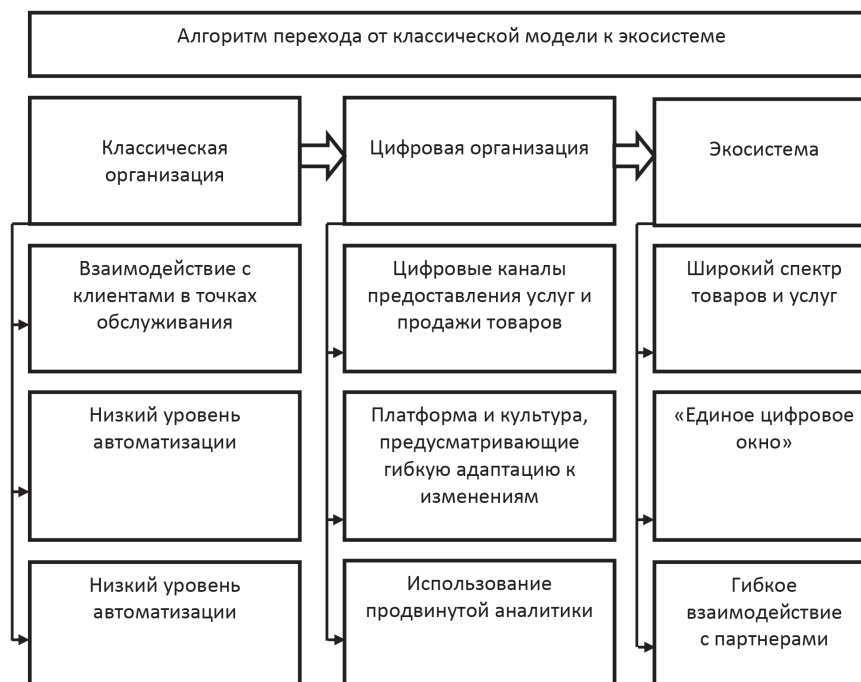 Алгоритм перехода от классической модели к экосистеме
Классическая
организация
Цифровая организация
Экосистема
Взаимодействие с
клиентами в точках
обслуживания
Цифровые каналы
предоставления услуг и
продажи товаров
Широкий спектр
товаров и услуг
Низкий уровень
автоматизации
Платформа и культура,
предусматривающие
гибкую адаптацию к
изменениям
«Единое цифровое
окно»
Низкий уровень
автоматизации
Использование
продвинутой аналитики
Гибкое
взаимодействие
с партнерами